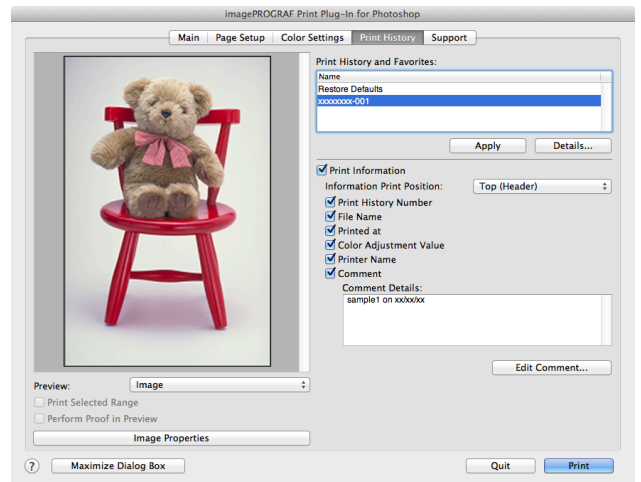 imagePROGRAF Print Plug-In for Photoshop
Main Page Setup Color Settings Print History Support
Print History and Favorites:
Name
Restore Defaults
xxxxxxxx-001
Apply Details...
Print Information
Information Print Position: Top (Header)
Print History Number
File Name
Printed at
Color Adjustment Value
Printer Name
Comment
Comment Details:
sample1 on xx/xx/xx
Edit Comment...
Preview: Image
Print Selected Range
Perform Proof in Preview
Image Properties
? Maximize Dialog Box Quit Print